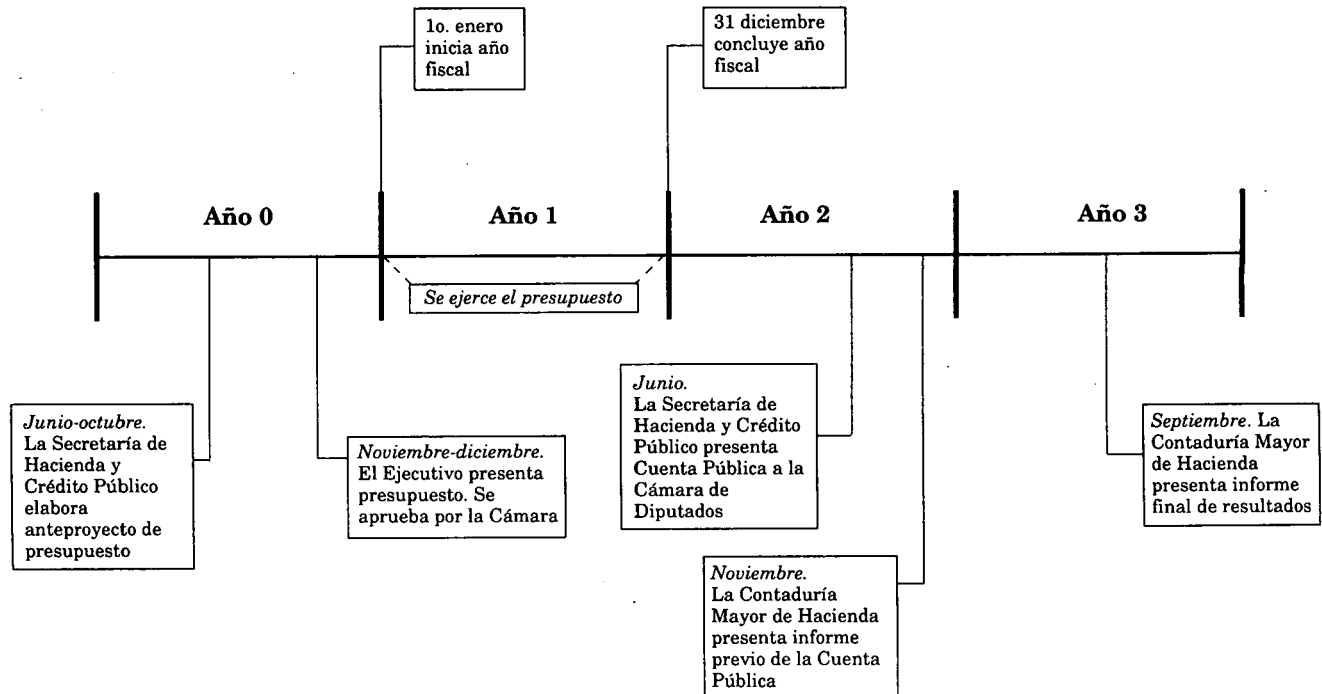 1o. enero
inicia año
fiscal
31 diciembre
concluye año
fiscal
Año 0
Año 1
Año 2
Año 3
Se ejerce el presupuesto
Junio-octubre.
La Secretaría de
Hacienda y
Crédito Público
elabora
anteproyecto de
presupuesto
Noviembre-diciembre.
El Ejecutivo presenta
presupuesto. Se
aprueba por la Cámara
Junio.
La Secretaría de
Hacienda y Crédito
Público presenta
Cuenta Pública a la
Cámara de
Diputados
Noviembre.
La Contaduría
Mayor de Hacienda
presenta informe
previo de la Cuenta
Pública
Septiembre. La
Contaduría Mayor
de Hacienda
presenta informe
final de resultados